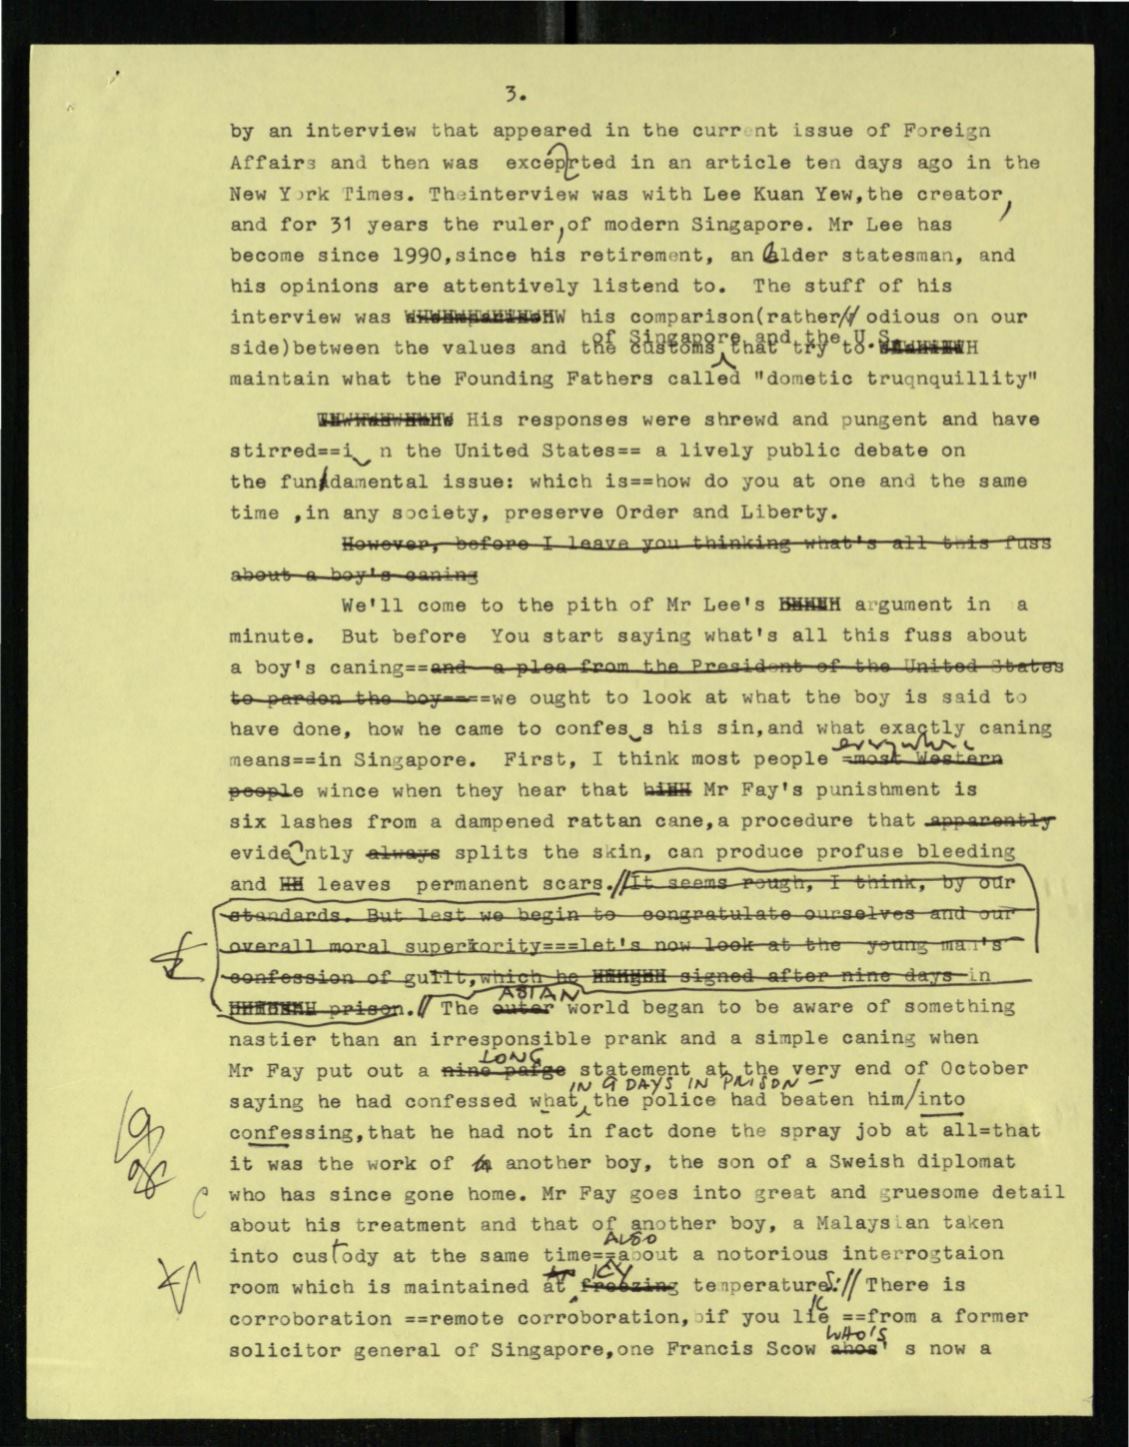 3.
by an interview that appeared in the current issue of Foreign
Affairs and then was exceprted in an article ten days ago in the
New York Times. Theinterview was with Lee Kuan Yew,the creator,
and for 31 years the ruler,of modern Singapore. Mr Lee has
become since 1990,since his retirement, an elder statesman, and
his opinions are attentively listend to. The stuff of his
interview was his comparison(rather odious on our
of Singapore and the U.S.
side)between the values and the customs that try to
maintain what the Founding Fathers called "dometic truqnquillity"
His responses were shrewd and pungent and have
stirred==i n the United States== a lively public debate on
the fundamental issue: which is==how do you at one and the same
time ,in any society, preserve Order and Liberty.
However, before I leave you thinking what's all this fuss
about a boy's caning
We'll come to the pith of Mr Lee's argument in a
minute. But before You start saying what's all this fuss about
a boy's caning==and a plea from the President of the United States
to pardon the boy====we ought to look at what the boy is said to
have done, how he came to confes s his sin,and what exactly caning
everywhere
means==in Singapore. First, I think most people =most Western
people wince when they hear that Mr Fay's punishment is
six lashes from a dampened rattan cane,a procedure that apparently
evidently always splits the skin, can produce profuse bleeding
and leaves permanent scars.//It seems rough, I think, by our
standards. But lest we begin to congratulate ourselves and our
overall moral superiority===let's now look at the young man's
confession of guilt,which he signed after nine days in
ASIAN
prison.// The outer world began to be aware of something
nastier than an irresponsible prank and a simple caning when
LONG
Mr Fay put out a nine parge statement at the very end of October
IN 9 DAYS IN PRISON –
saying he had confessed what the police had beaten him/into
confessing,that he had not in fact done the spray job at all=that
it was the work of another boy, the son of a Sweish diplomat
who has since gone home. Mr Fay goes into great and gruesome detail
about his treatment and that of another boy, a Malaysian taken
ALSO
into custody at the same time==about a notorious interrogtaion
ICY
room which is maintained at freezing temperatures:// There is
corroboration ==remote corroboration, if you lie ==from a former
WHO'S
solicitor general of Singapore,one Francis Scow ahos' s now a